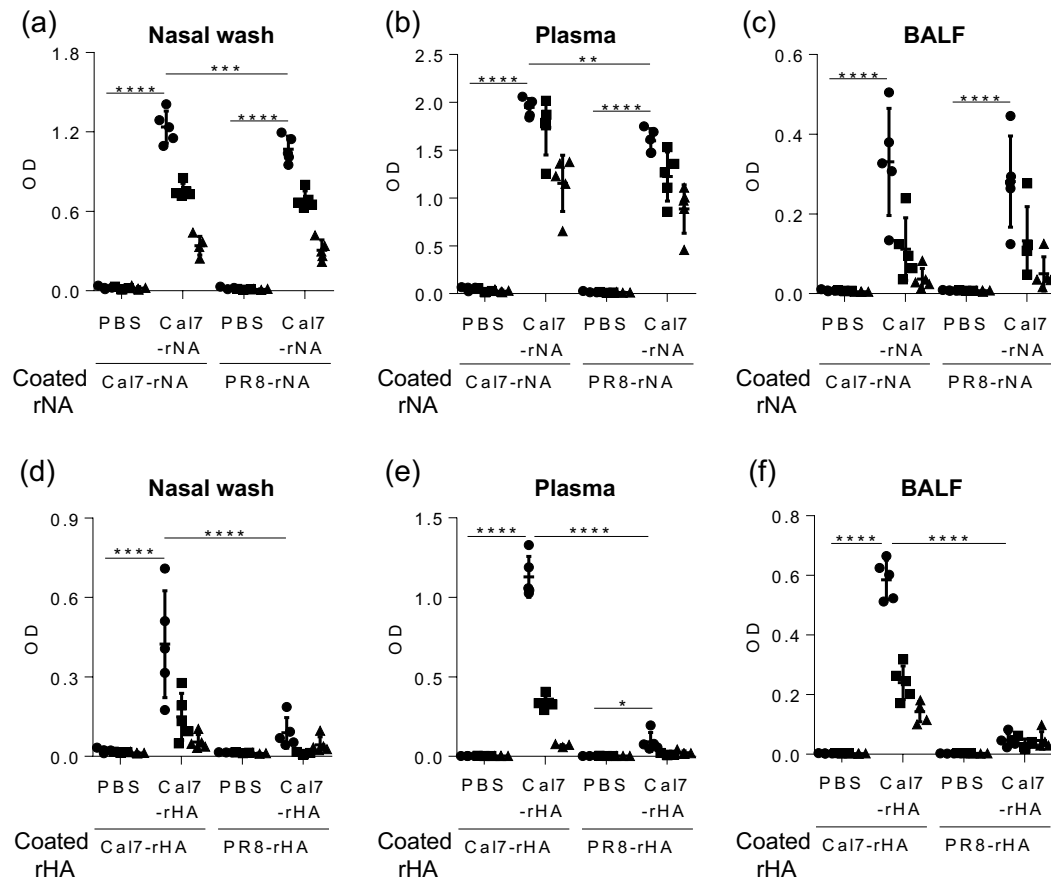 (a)
Nasal wash
1.8
1.2
0.6
0.0
OD
****
***
****
PBS Cal7 PBS Cal7
-rNA -rNA
Coated Cal7-rNA PR8-rNA
rNA
(b)
Plasma
2.5
2.0
1.5
1.0
0.5
0.0
OD
****
**
****
PBS Cal7 PBS Cal7
-rNA -rNA
Coated Cal7-rNA PR8-rNA
rNA
(c)
BALF
0.6
0.4
0.2
0.0
OD
****
****
PBS Cal7 PBS Cal7
-rNA -rNA
Coated Cal7-rNA PR8-rNA
rNA
(d)
Nasal wash
0.9
0.6
0.3
0.0
OD
****
****
PBS Cal7 PBS Cal7
-rHA -rHA
Coated Cal7-rHA PR8-rHA
rHA
(e)
Plasma
1.5
1.0
0.5
0.0
OD
****
****
*
PBS Cal7 PBS Cal7
-rHA -rHA
Coated Cal7-rHA PR8-rHA
rHA
(f)
BALF
0.8
0.6
0.4
0.2
0.0
OD
****
****
PBS Cal7 PBS Cal7
-rHA -rHA
Coated Cal7-rHA PR8-rHA
rHA